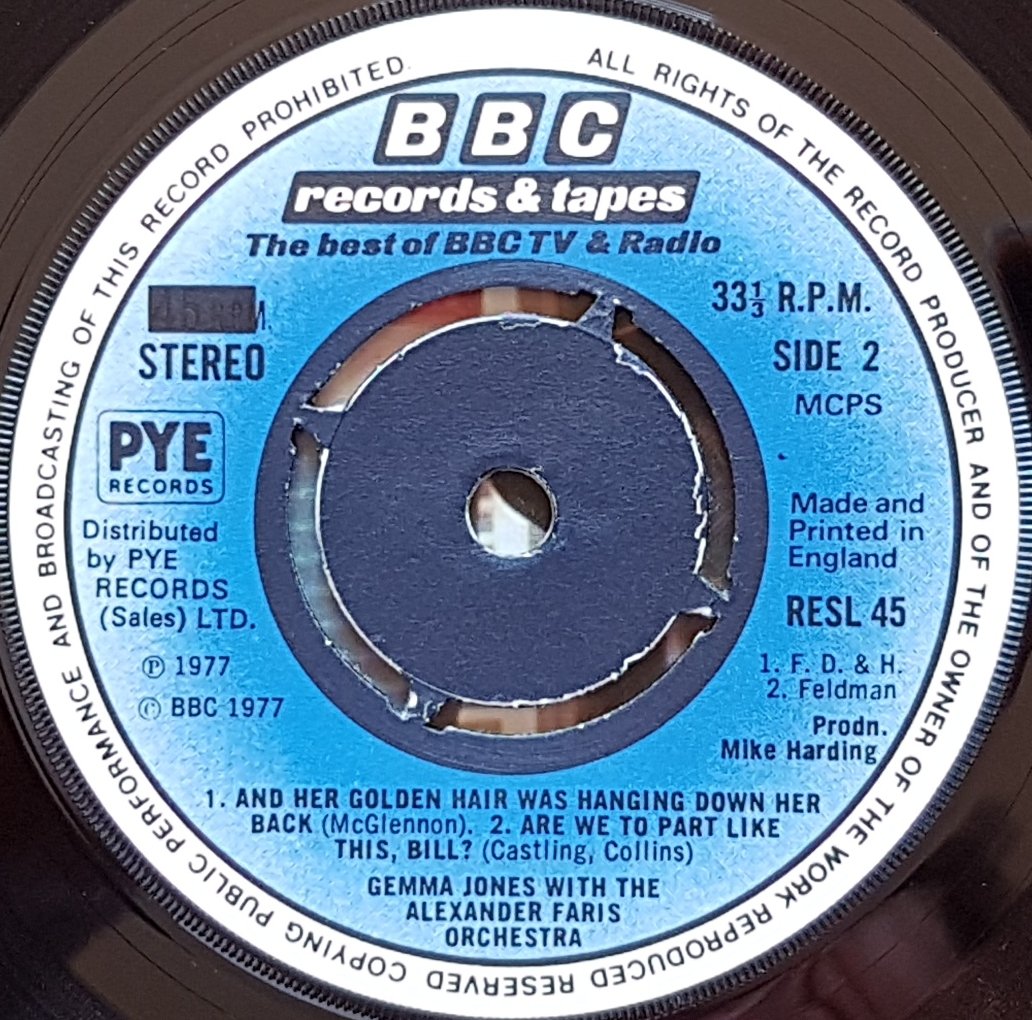 ALL RIGHTS OF THE RECORD PRODUCER AND OF THE OWNER OF THE WORK REPRODUCED RESERVED COPYING PUBLIC PERFORMANCE AND BROADCASTING OF THIS RECORD PROHIBITED.
BBC
records & tapes
The best of BBC TV & Radio
45 RPM.
STEREO
33⅓ R.P.M.
SIDE 2
MCPS
PYE
RECORDS
Distributed
by PYE
RECORDS
(Sales) LTD.
℗ 1977
© BBC 1977
Made and
Printed in
England
RESL 45
1. F. D. & H.
2. Feldman
Prodn.
Mike Harding
1. AND HER GOLDEN HAIR WAS HANGING DOWN HER
BACK (McGlennon). 2. ARE WE TO PART LIKE
THIS, BILL? (Castling, Collins)
GEMMA JONES WITH THE
ALEXANDER FARIS
ORCHESTRA